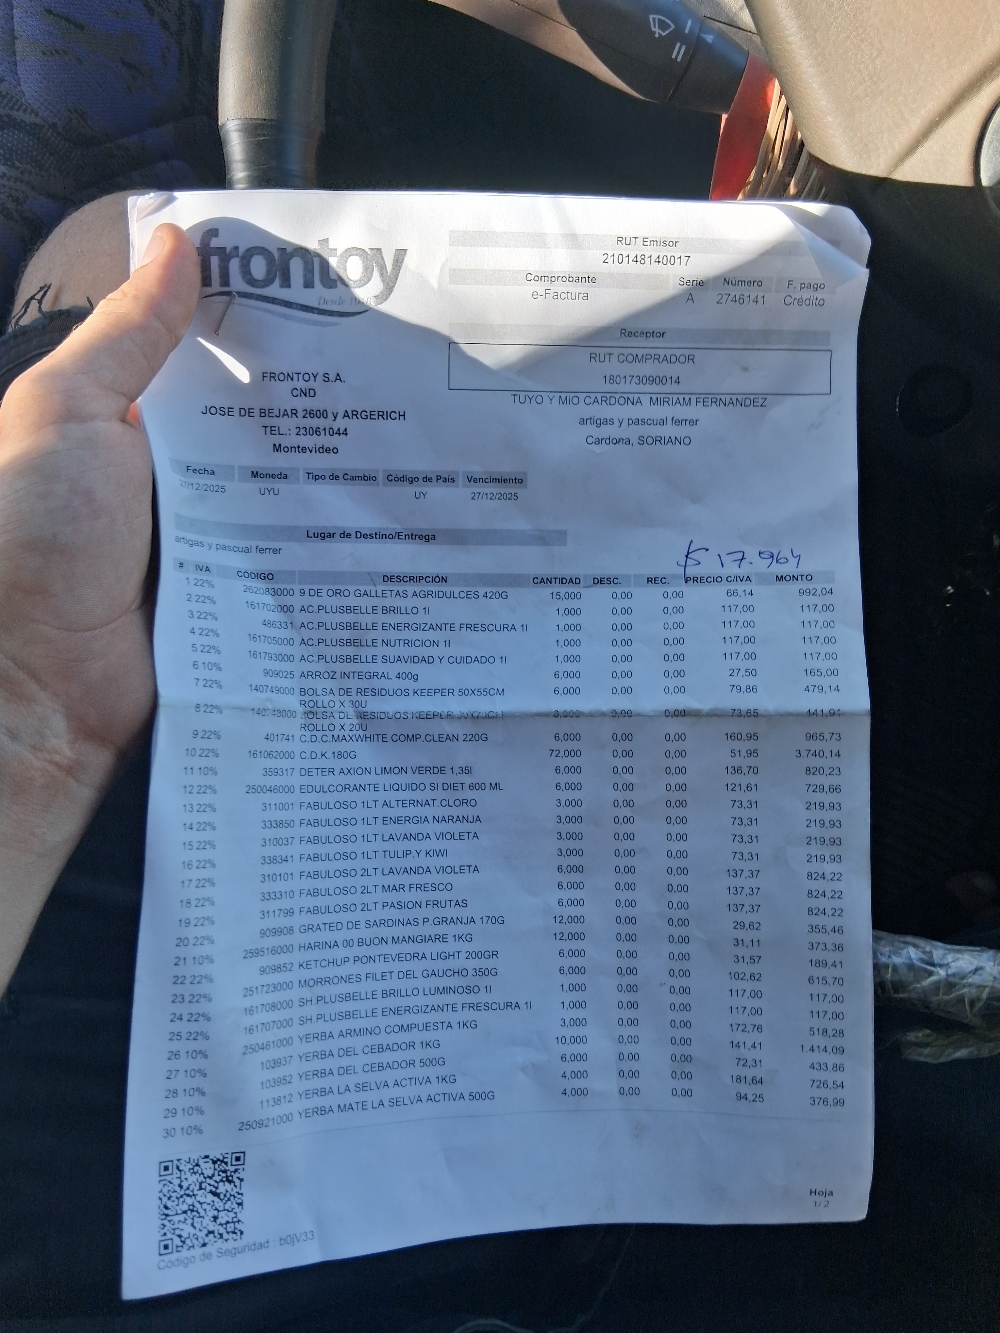 w
I
II
frontoy
RUT Emisor
210148140017
Comprobante Serie Número F. pago
e-Factura A 2746141 Crédito
Receptor
RUT COMPRADOR
180173090014
TUYO Y MIO CARDONA MIRIAM FERNANDEZ
artigas y pascual ferrer
Cardona, SORIANO
FRONTOY S.A.
CND
JOSE DE BEJAR 2600 y ARGERICH
TEL.: 23061044
Montevideo
Fecha Moneda Tipo de Cambio Código de País Vencimiento
/12/2025 UYU UY 27/12/2025
Lugar de Destino/Entrega
artigas y pascual ferrer
$ 17.964
# IVA CÓDIGO DESCRIPCIÓN CANTIDAD DESC. REC. PRECIO C/IVA MONTO
1 22% 262083000 9 DE ORO GALLETAS AGRIDULCES 420G 15,000 0,00 0,00 66,14 992,04
2 22% 161702000 AC.PLUSBELLE BRILLO 1l 1,000 0,00 0,00 117,00 117,00
3 22% 486331 AC.PLUSBELLE ENERGIZANTE FRESCURA 1l 1,000 0,00 0,00 117,00 117,00
4 22% 161705000 AC.PLUSBELLE NUTRICION 1l 1,000 0,00 0,00 117,00 117,00
5 22% 161793000 AC.PLUSBELLE SUAVIDAD Y CUIDADO 1l 1,000 0,00 0,00 117,00 117,00
6 10% 909025 ARROZ INTEGRAL 400g 6,000 0,00 0,00 27,50 165,00
7 22% 140749000 BOLSA DE RESIDUOS KEEPER 50X55CM 6,000 0,00 0,00 79,86 479,14
ROLLO X 30U
8 22% 140748000 BOLSA DE RESIDUOS KEEPER 0,00 0,00 73,65
ROLLO X 20U
9 22% 401741 C.D.C.MAXWHITE COMP.CLEAN 220G 6,000 0,00 0,00 160,95 965,73
10 22% 161062000 C.D.K.180G 72,000 0,00 0,00 51,95 3.740,14
11 10% 359317 DETER AXION LIMON VERDE 1,35l 6,000 0,00 0,00 136,70 820,23
12 22% 250046000 EDULCORANTE LIQUIDO SI DIET 600 ML 6,000 0,00 0,00 121,61 729,66
13 22% 311001 FABULOSO 1LT ALTERNAT.CLORO 3,000 0,00 0,00 73,31 219,93
14 22% 333850 FABULOSO 1LT ENERGIA NARANJA 3,000 0,00 0,00 73,31 219,93
15 22% 310037 FABULOSO 1LT LAVANDA VIOLETA 3,000 0,00 0,00 73,31 219,93
16 22% 338341 FABULOSO 1LT TULIP.Y KIWI 3,000 0,00 0,00 73,31 219,93
17 22% 310101 FABULOSO 2LT LAVANDA VIOLETA 6,000 0,00 0,00 137,37 824,22
18 22% 333310 FABULOSO 2LT MAR FRESCO 6,000 0,00 0,00 137,37 824,22
19 22% 311799 FABULOSO 2LT PASION FRUTAS 6,000 0,00 0,00 137,37 824,22
20 22% 909908 GRATED DE SARDINAS P.GRANJA 170G 12,000 0,00 0,00 29,62 355,46
21 10% 259516000 HARINA 00 BUON MANGIARE 1KG 12,000 0,00 0,00 31,11 373,36
22 22% 909852 KETCHUP PONTEVEDRA LIGHT 200GR 6,000 0,00 0,00 31,57 189,41
23 22% 251723000 MORRONES FILET DEL GAUCHO 350G 6,000 0,00 0,00 102,62 615,70
24 22% 161708000 SH.PLUSBELLE BRILLO LUMINOSO 1l 1,000 0,00 0,00 117,00 117,00
25 22% 161707000 SH.PLUSBELLE ENERGIZANTE FRESCURA 1l 1,000 0,00 0,00 117,00 117,00
26 10% 250461000 YERBA ARMINO COMPUESTA 1KG 3,000 0,00 0,00 172,76 518,28
27 10% 103937 YERBA DEL CEBADOR 1KG 10,000 0,00 0,00 141,41 1.414,09
28 10% 103952 YERBA DEL CEBADOR 500G 6,000 0,00 0,00 72,31 433,86
29 10% 113812 YERBA LA SELVA ACTIVA 1KG 4,000 0,00 0,00 181,64 726,54
30 10% 250921000 YERBA MATE LA SELVA ACTIVA 500G 4,000 0,00 0,00 94,25 376,99
Hoja
1/ 2
Código de Seguridad : b0jV33